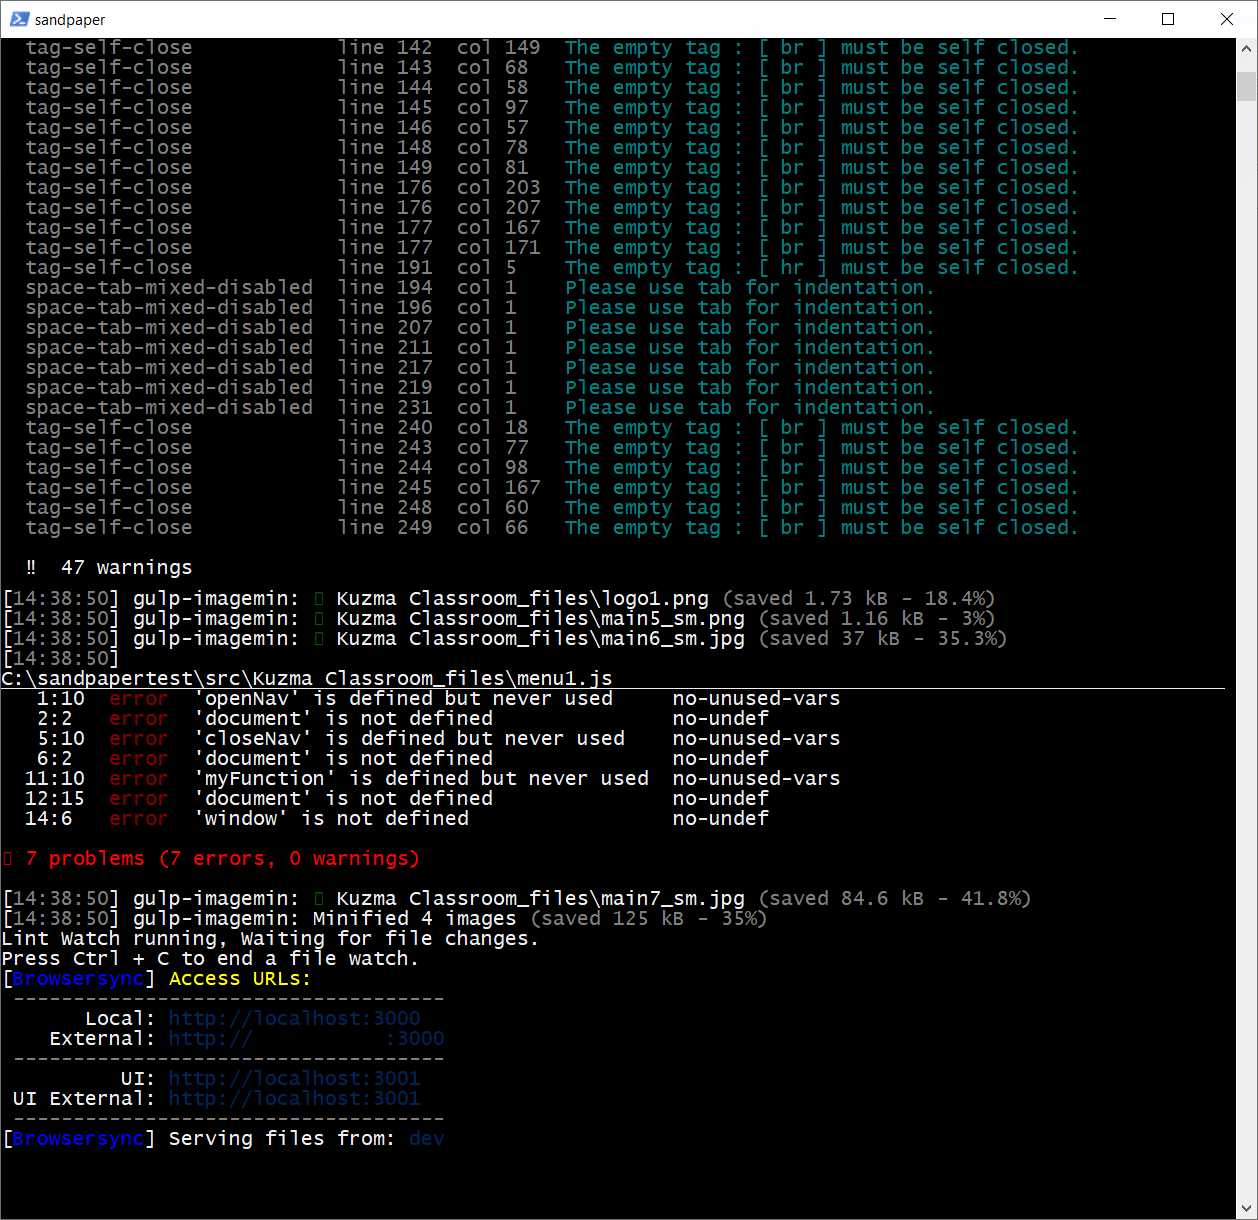 sandpaper
tag-self-close line 142 col 149 The empty tag : [ br ] must be self closed.
tag-self-close line 143 col 68 The empty tag : [ br ] must be self closed.
tag-self-close line 144 col 58 The empty tag : [ br ] must be self closed.
tag-self-close line 145 col 97 The empty tag : [ br ] must be self closed.
tag-self-close line 146 col 57 The empty tag : [ br ] must be self closed.
tag-self-close line 148 col 78 The empty tag : [ br ] must be self closed.
tag-self-close line 149 col 81 The empty tag : [ br ] must be self closed.
tag-self-close line 176 col 203 The empty tag : [ br ] must be self closed.
tag-self-close line 176 col 207 The empty tag : [ br ] must be self closed.
tag-self-close line 177 col 167 The empty tag : [ br ] must be self closed.
tag-self-close line 177 col 171 The empty tag : [ br ] must be self closed.
tag-self-close line 191 col 5 The empty tag : [ hr ] must be self closed.
space-tab-mixed-disabled line 194 col 1 Please use tab for indentation.
space-tab-mixed-disabled line 196 col 1 Please use tab for indentation.
space-tab-mixed-disabled line 207 col 1 Please use tab for indentation.
space-tab-mixed-disabled line 211 col 1 Please use tab for indentation.
space-tab-mixed-disabled line 217 col 1 Please use tab for indentation.
space-tab-mixed-disabled line 219 col 1 Please use tab for indentation.
space-tab-mixed-disabled line 231 col 1 Please use tab for indentation.
tag-self-close line 240 col 18 The empty tag : [ br ] must be self closed.
tag-self-close line 243 col 77 The empty tag : [ br ] must be self closed.
tag-self-close line 244 col 98 The empty tag : [ br ] must be self closed.
tag-self-close line 245 col 167 The empty tag : [ br ] must be self closed.
tag-self-close line 248 col 60 The empty tag : [ br ] must be self closed.
tag-self-close line 249 col 66 The empty tag : [ br ] must be self closed.
‼ 47 warnings
[14:38:50] gulp-imagemin: ▯ Kuzma Classroom_files\logo1.png (saved 1.73 kB - 18.4%)
[14:38:50] gulp-imagemin: ▯ Kuzma Classroom_files\main5_sm.png (saved 1.16 kB - 3%)
[14:38:50] gulp-imagemin: ▯ Kuzma Classroom_files\main6_sm.jpg (saved 37 kB - 35.3%)
[14:38:50]
C:\sandpapertest\src\Kuzma Classroom_files\menu1.js
1:10 error 'openNav' is defined but never used no-unused-vars
2:2 error 'document' is not defined no-undef
5:10 error 'closeNav' is defined but never used no-unused-vars
6:2 error 'document' is not defined no-undef
11:10 error 'myFunction' is defined but never used no-unused-vars
12:15 error 'document' is not defined no-undef
14:6 error 'window' is not defined no-undef
▯ 7 problems (7 errors, 0 warnings)
[14:38:50] gulp-imagemin: ▯ Kuzma Classroom_files\main7_sm.jpg (saved 84.6 kB - 41.8%)
[14:38:50] gulp-imagemin: Minified 4 images (saved 125 kB - 35%)
Lint Watch running, Waiting for file changes.
Press Ctrl + C to end a file watch.
[Browsersync] Access URLs:
------------------------------------
Local: http://localhost:3000
External: http:// :3000
------------------------------------
UI: http://localhost:3001
UI External: http://localhost:3001
------------------------------------
[Browsersync] Serving files from: dev